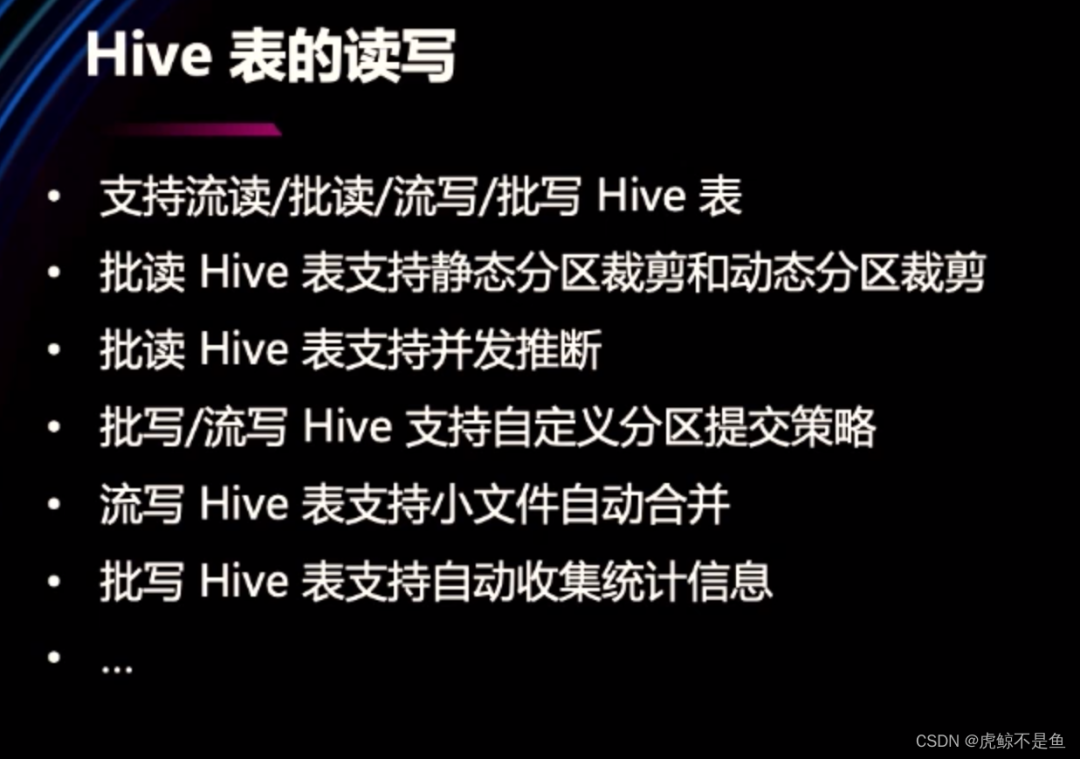 Hive 表的读写
• 支持流读/批读/流写/批写 Hive 表
• 批读 Hive 表支持静态分区裁剪和动态分区裁剪
• 批读 Hive 表支持并发推断
• 批写/流写 Hive 支持自定义分区提交策略
• 流写 Hive 表支持小文件自动合并
• 批写 Hive 表支持自动收集统计信息
• ...
CSDN @虎鲸不是鱼